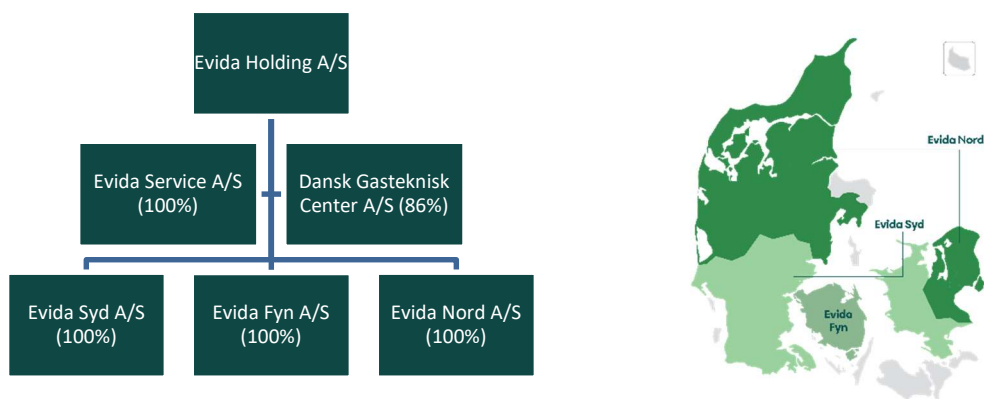 Evida Holding A/S
Evida Service A/S
(100%)
Dansk Gasteknisk
Center A/S (86%)
Evida Syd A/S
(100%)
Evida Fyn A/S
(100%)
Evida Nord A/S
(100%)
Evida Nord
Evida Syd
Evida
Fyn